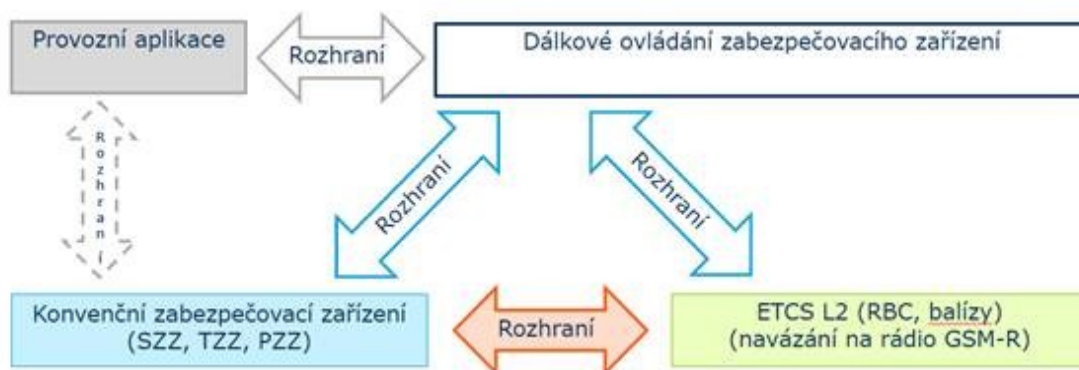 Provozní aplikace
Rozhraní
Dálkové ovládání zabezpečovacího zařízení
Rozhraní
Rozhraní
Rozhraní
Konvenční zabezpečovací zařízení
(SZZ, TZZ, PZZ)
Rozhraní
ETCS L2 (RBC, balízy)
(navázání na rádio GSM-R)